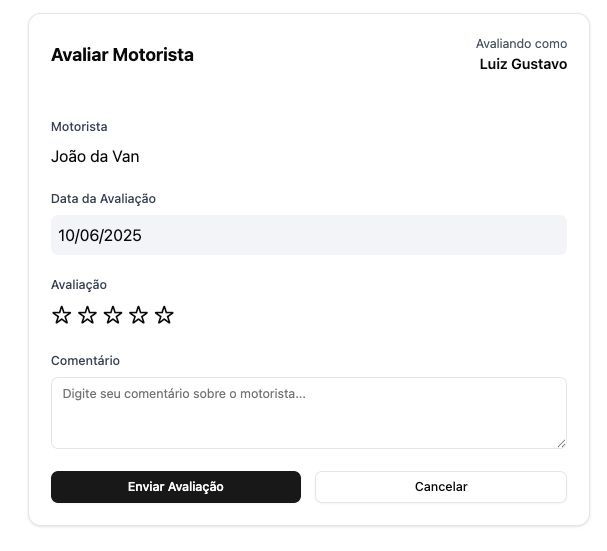 Avaliar Motorista
Avaliando como
Luiz Gustavo
Motorista
João da Van
Data da Avaliação
10/06/2025
Avaliação
Comentário
Digite seu comentário sobre o motorista...
Enviar Avaliação
Cancelar